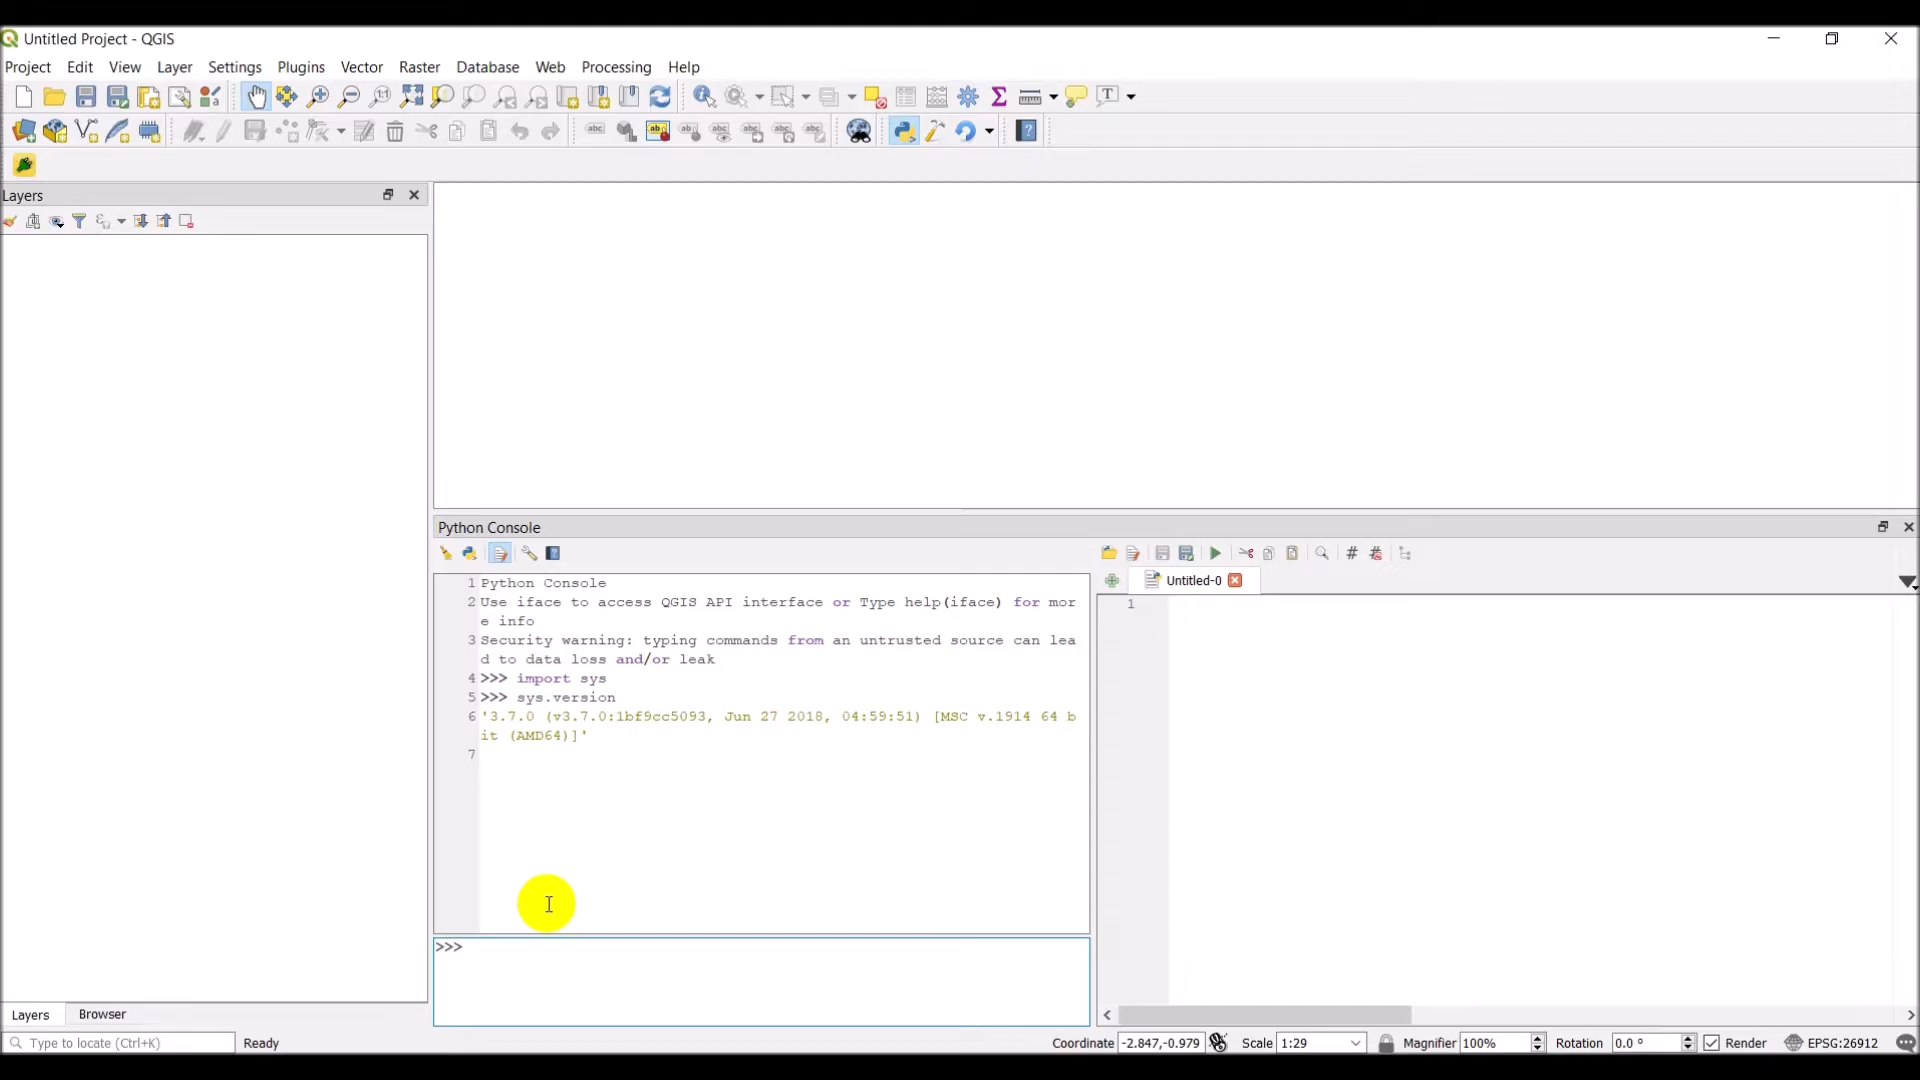 Untitled Project - QGIS
Project Edit View Layer Settings Plugins Vector Raster Database Web Processing Help
Layers
Python Console
1 Python Console
2 Use iface to access QGIS API interface or Type help(iface) for mor
e info
3 Security warning: typing commands from an untrusted source can lea
d to data loss and/or leak
4 >>> import sys
5 >>> sys.version
6 '3.7.0 (v3.7.0:1bf9cc5093, Jun 27 2018, 04:59:51) [MSC v.1914 64 b
it (AMD64)]'
7
>>>
Untitled-0
1
Layers Browser
Type to locate (Ctrl+K) Ready Coordinate -2.847,-0.979 Scale 1:29 Magnifier 100% Rotation 0.0 ° Render EPSG:26912